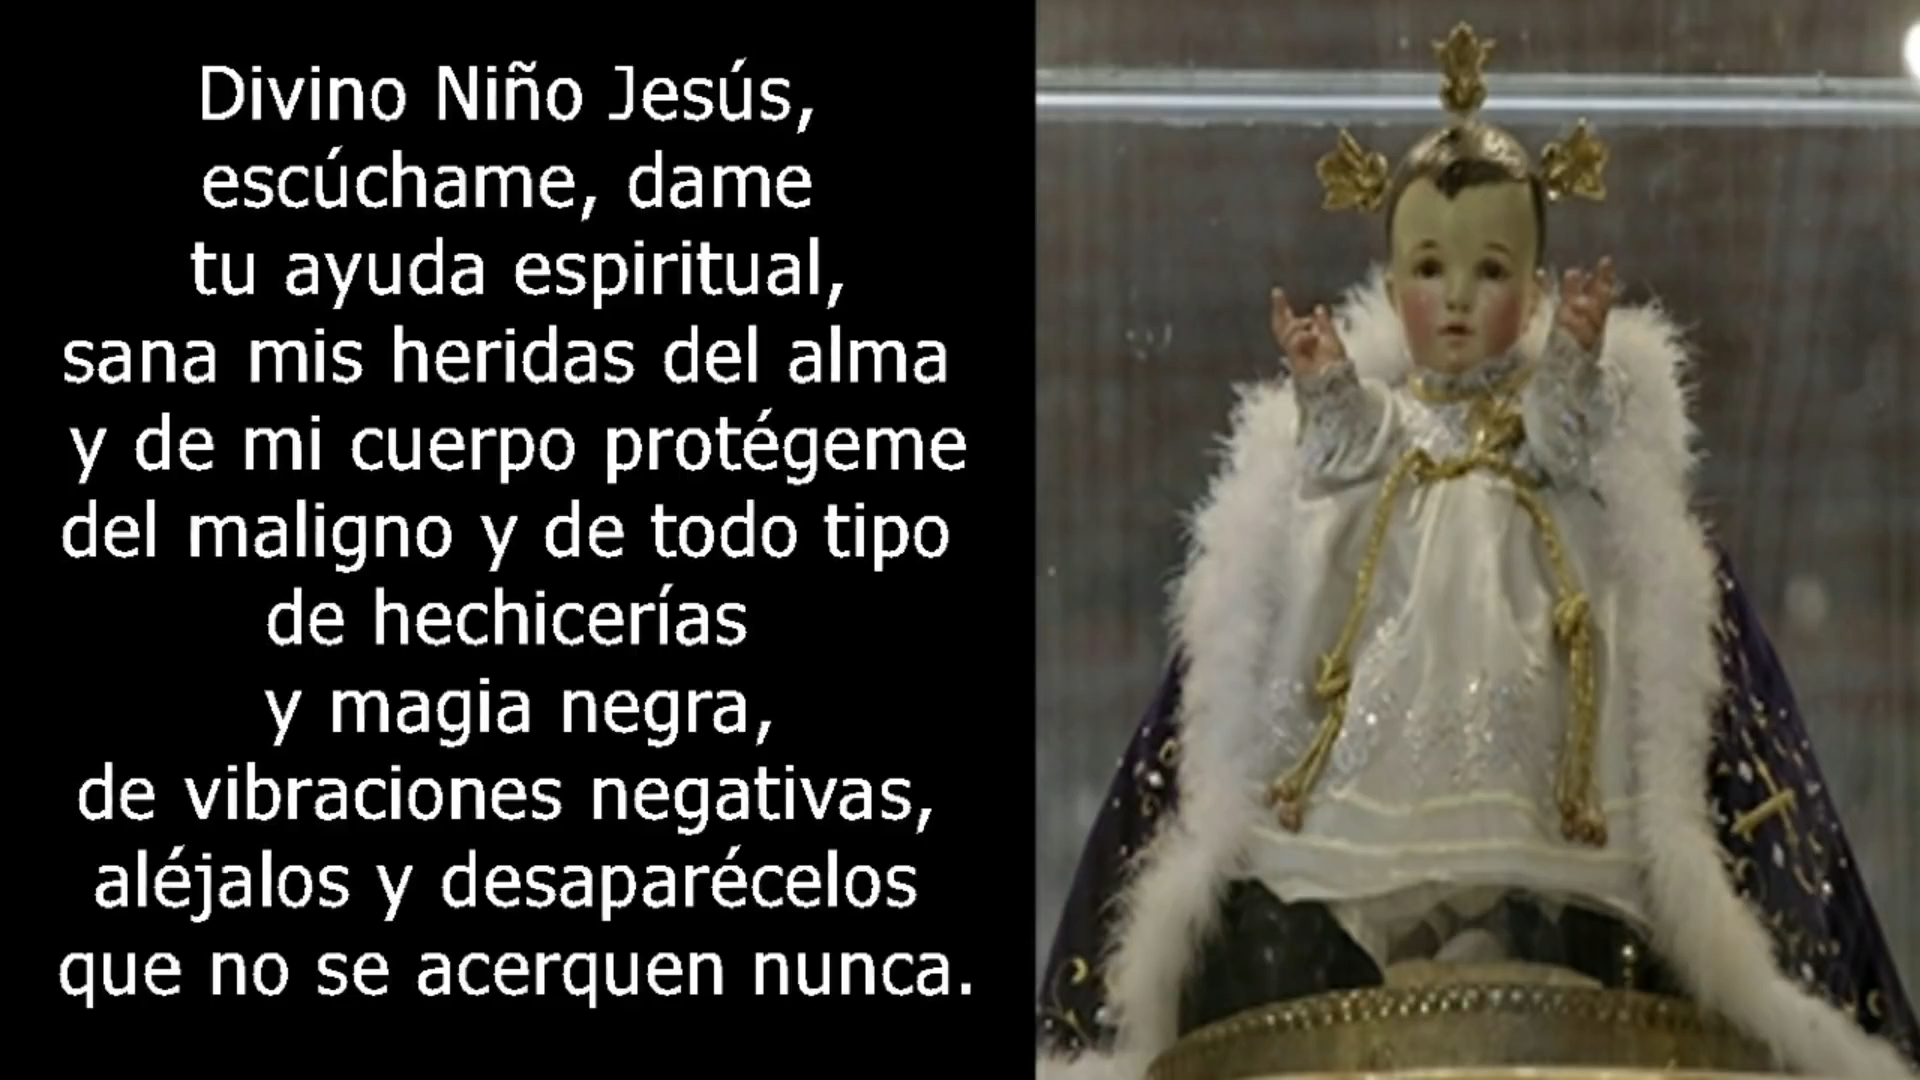 Divino Niño Jesús,
escúchame, dame
tu ayuda espiritual,
sana mis heridas del alma
y de mi cuerpo protégeme
del maligno y de todo tipo
de hechicerías
y magia negra,
de vibraciones negativas,
aléjalos y desaparécelos
que no se acerquen nunca.